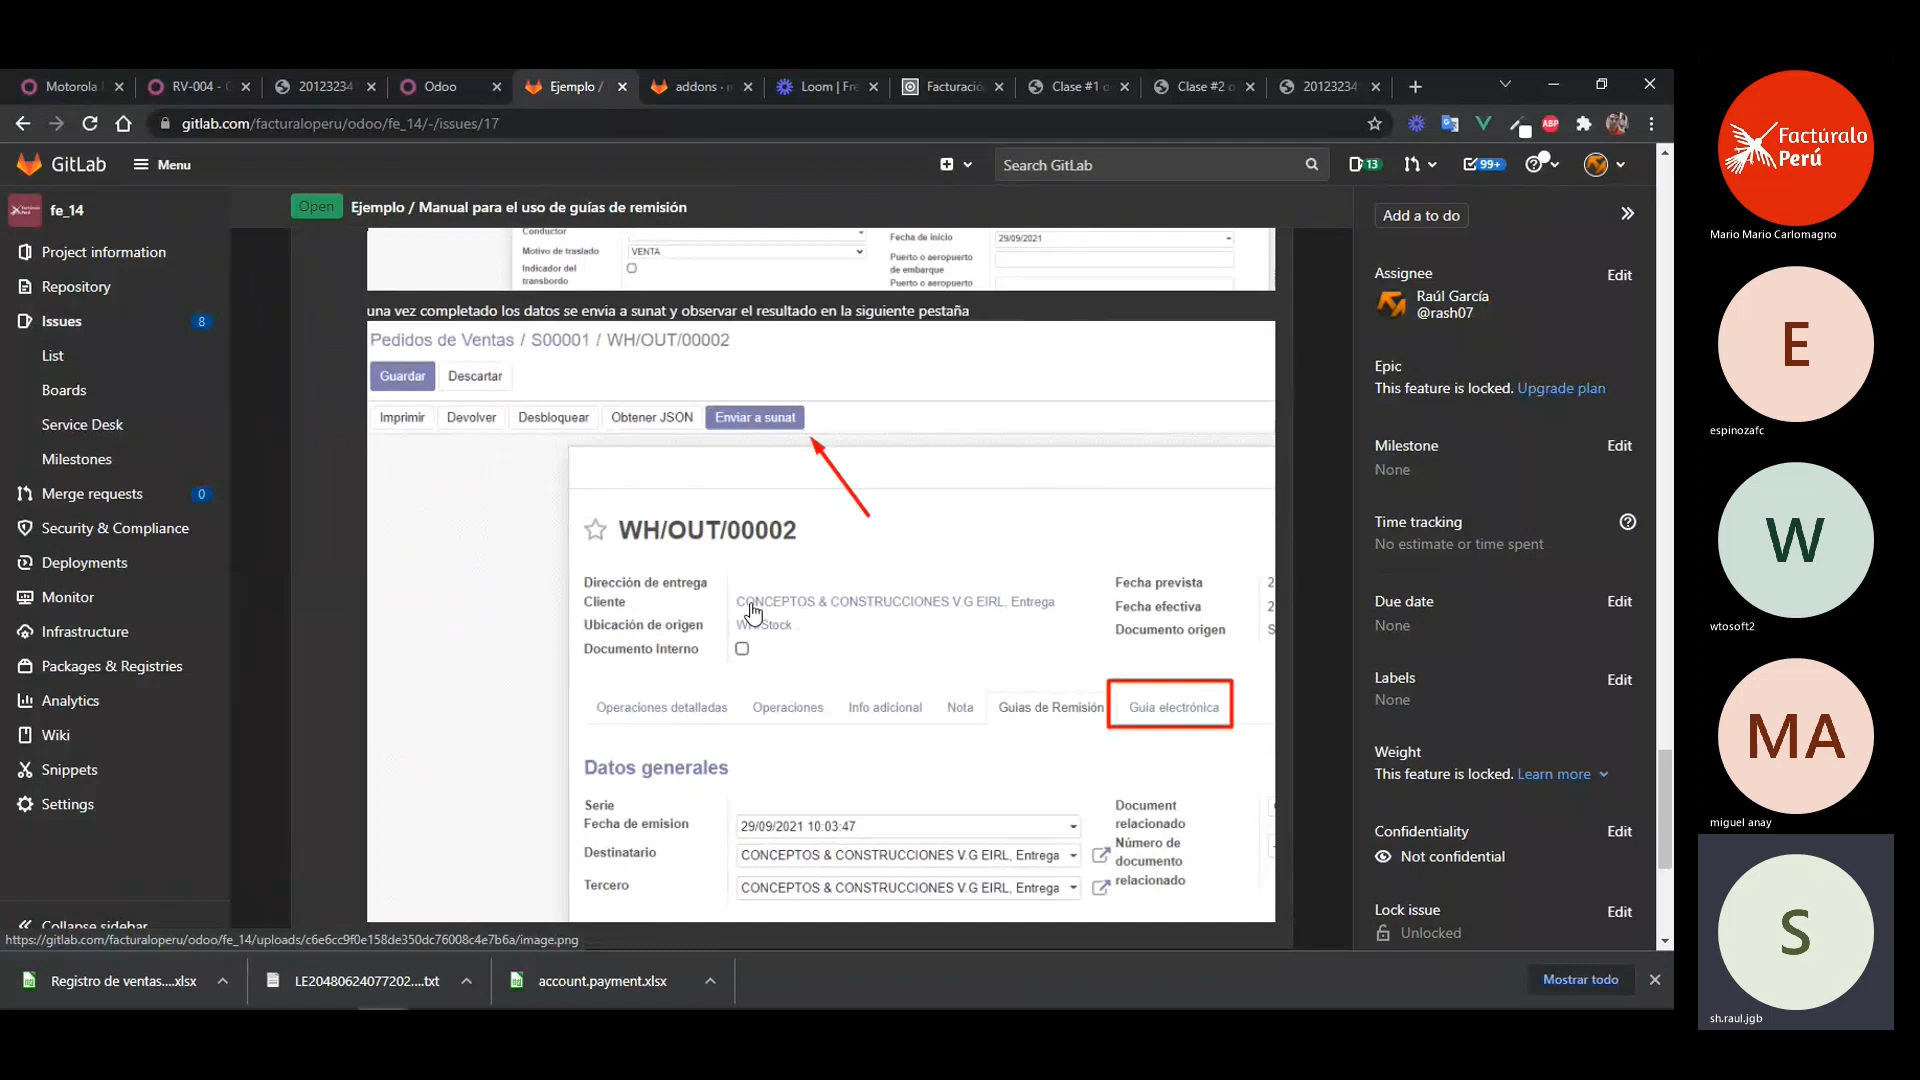 Motorola
RV-004 - C
20123234
Odoo
Ejemplo /
addons ·
Loom | Fre
Facturació
Clase #1
Clase #2
20123234
gitlab.com/facturaloperu/odoo/fe_14/-/issues/17
ABP
GitLab
Menu
Search GitLab
13
99+
fe_14
Project information
Repository
Issues
8
List
Boards
Service Desk
Milestones
Merge requests
0
Security & Compliance
Deployments
Monitor
Infrastructure
Packages & Registries
Analytics
Wiki
Snippets
Settings
Collapse sidebar
Open
Ejemplo / Manual para el uso de guías de remisión
Conductor
Motivo de traslado
VENTA
Indicador del
transbordo
Fecha de inicio
29/09/2021
Puerto o aeropuerto
de embarque
Puerto o aeropuerto
una vez completado los datos se envia a sunat y observar el resultado en la siguiente pestaña
Pedidos de Ventas / S00001 / WH/OUT/00002
Guardar
Descartar
Imprimir
Devolver
Desbloquear
Obtener JSON
Enviar a sunat
WH/OUT/00002
Dirección de entrega
Cliente
CONCEPTOS & CONSTRUCCIONES V.G EIRL, Entrega
Ubicación de origen
Stock
Documento Interno
Fecha prevista
2
Fecha efectiva
2
Documento origen
S
Operaciones detalladas
Operaciones
Info adicional
Nota
Guias de Remisión
Guia electrónica
Datos generales
Serie
Fecha de emision
29/09/2021 10:03:47
Destinatario
CONCEPTOS & CONSTRUCCIONES V.G EIRL, Entrega
Tercero
CONCEPTOS & CONSTRUCCIONES V.G EIRL, Entrega
Document
relacionado
Número de
documento
relacionado
Add a to do
Assignee
Edit
Raúl García
@rash07
Epic
This feature is locked. Upgrade plan
Milestone
Edit
None
Time tracking
No estimate or time spent
Due date
Edit
None
Labels
Edit
None
Weight
This feature is locked. Learn more
Confidentiality
Edit
Not confidential
Lock issue
Edit
Unlocked
https://gitlab.com/facturaloperu/odoo/fe_14/uploads/c6e6cc9f0e158de350dc76008c4e7b6a/image.png
Registro de ventas....xlsx
LE20480624077202....txt
account.payment.xlsx
Mostrar todo
Factúralo
Perú
Mario Mario Carlomagno
E
espinozafc
W
wtosoft2
MA
miguel anay
S
sh.raul.jgb